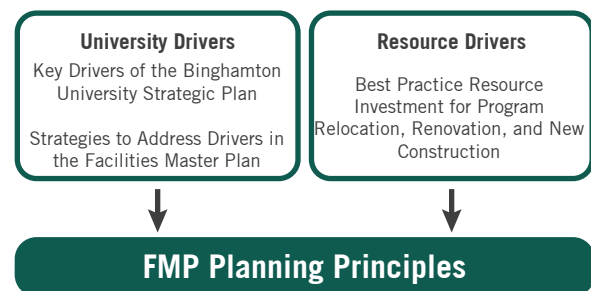 University Drivers
Key Drivers of the Binghamton
University Strategic Plan
Strategies to Address Drivers in
the Facilities Master Plan
Resource Drivers
Best Practice Resource
Investment for Program
Relocation, Renovation, and New
Construction
FMP Planning Principles